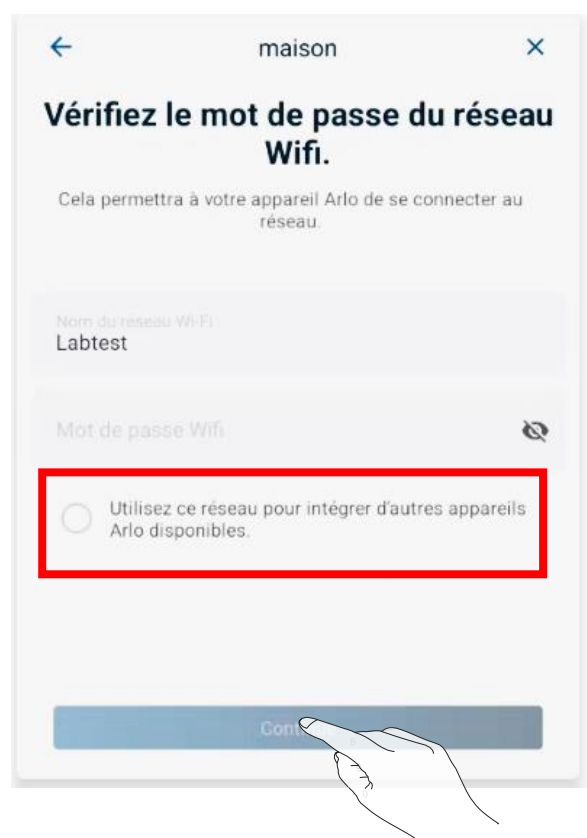 maison
Vérifiez le mot de passe du réseau
Wifi.
Cela permettra à votre appareil Arlo de se connecter au
réseau.
Nom du réseau Wi-Fi
Labtest
Mot de passe Wifi
Utilisez ce réseau pour intégrer d'autres appareils
Arlo disponibles.